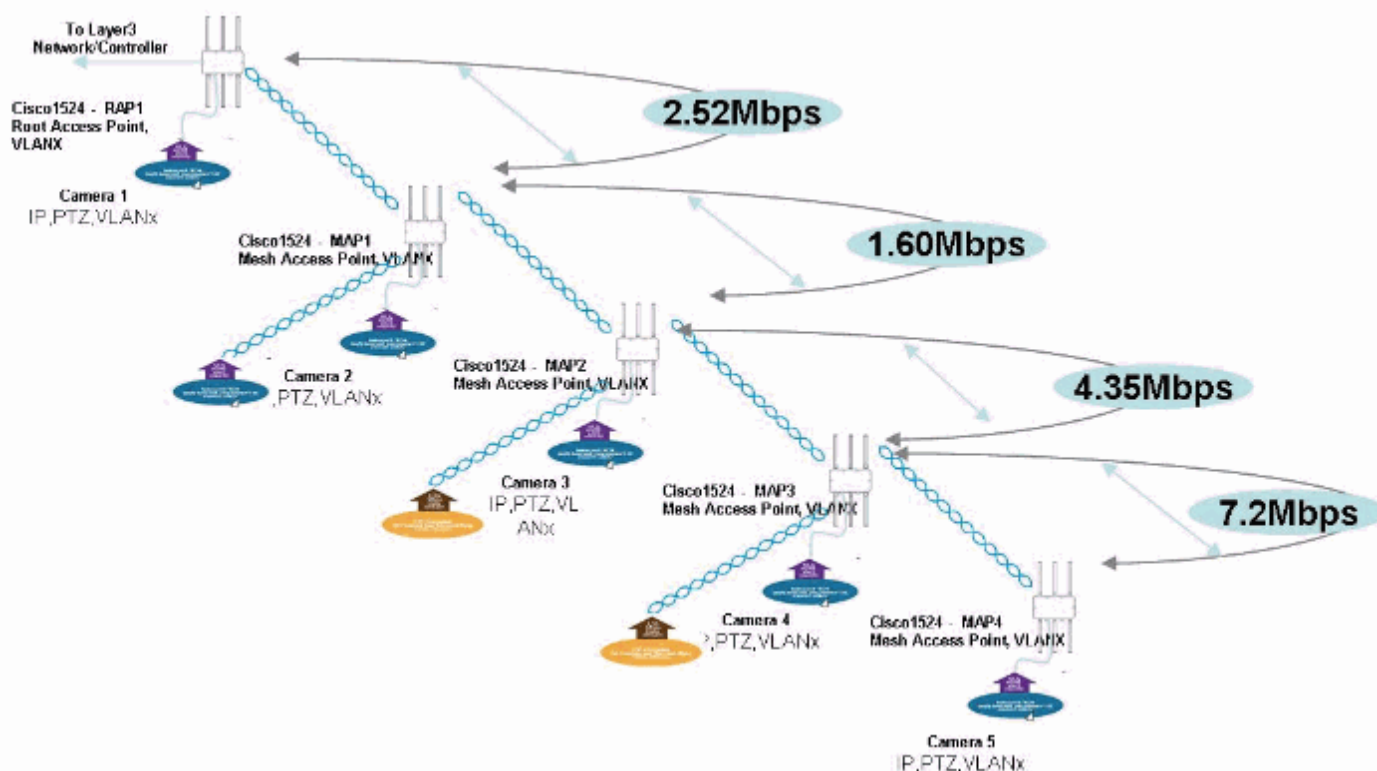 To Layer3
Network/Controller
Cisco1524 - RAP1
Root Access Point,
VLANX
Camera 1
IP,PTZ,VLANx
2.52Mbps
Cisco1524 - MAP1
Mesh Access Point, VLANX
1.60Mbps
Camera 2
,PTZ,VLANx
Cisco1524 - MAP2
Mesh Access Point, VLANX
4.35Mbps
Camera 3
IP,PTZ,VL
ANx
Cisco1524 - MAP3
Mesh Access Point, VLANX
7.2Mbps
Camera 4
,PTZ,VLANx
Cisco1524 - MAP4
Mesh Access Point, VLANX
Camera 5
IP,PTZ,VLANx